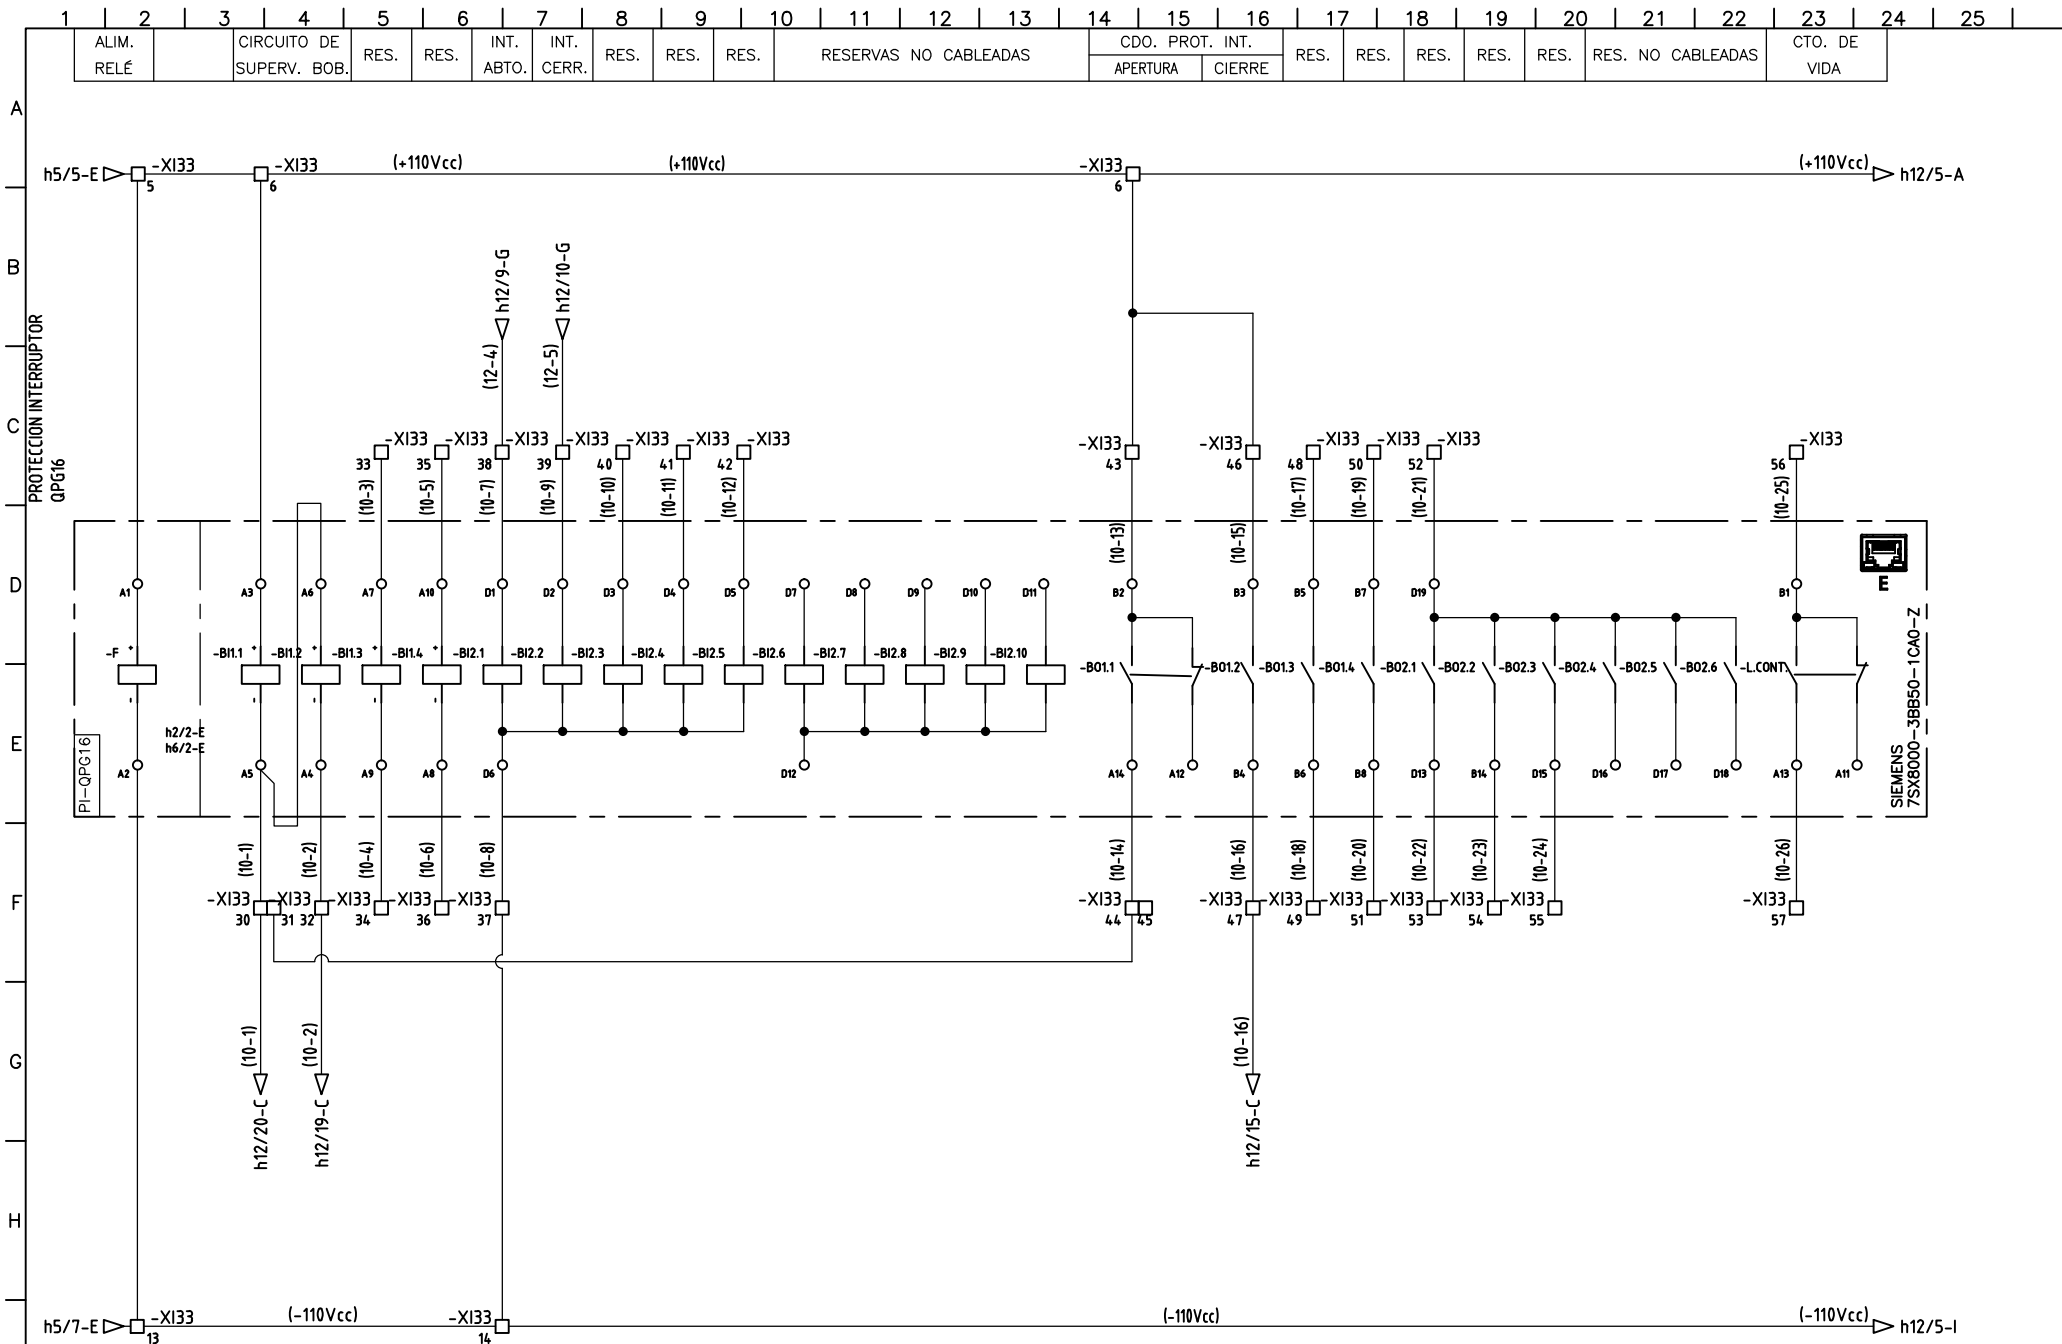 1 2 3 4 5 6 7 8 9 10 11 12 13 14 15 16 17 18 19 20 21 22 23 24 25
ALIM. RELÉ
CIRCUITO DE SUPERV. BOB.
RES.
RES.
INT. ABTO.
INT. CERR.
RES.
RES.
RES.
RESERVAS NO CABLEADAS
CDO. PROT. INT.
APERTURA
CIERRE
RES.
RES.
RES.
RES.
RES.
RES. NO CABLEADAS
CTO. DE VIDA
A
h5/5-E
-XI33
5
-XI33
6
(+110Vcc)
(+110Vcc)
-XI33
6
(+110Vcc)
h12/5-A
B
h12/9-G
h12/10-G
PROTECCION INTERRUPTOR
QPG16
(12-4)
(12-5)
C
-XI33 -XI33 -XI33 -XI33 -XI33 -XI33 -XI33 -XI33 -XI33 -XI33 -XI33 -XI33 -XI33
33 35 38 39 40 41 42 43 46 48 50 52 56
(10-3) (10-5) (10-7) (10-9) (10-10) (10-11) (10-12) (10-13) (10-15) (10-17) (10-19) (10-21) (10-25)
D
A1 A3 A6 A7 A10 D1 D2 D3 D4 D5 D7 D8 D9 D10 D11 B2 B3 B5 B7 D19 B1
E
-F -BI1.1 -BI1.2 -BI1.3 -BI1.4 -BI2.1 -BI2.2 -BI2.3 -BI2.4 -BI2.5 -BI2.6 -BI2.7 -BI2.8 -BI2.9 -BI2.10
-BO1.1 -BO1.2 -BO1.3 -BO1.4 -BO2.1 -BO2.2 -BO2.3 -BO2.4 -BO2.5 -BO2.6 -L.CONT.
E
h2/2-E
h6/2-E
PI-QPG16
A2 A5 A4 A9 A8 D6 D12 A14 A12 B4 B6 B8 D13 B14 D15 D16 D17 D18 A13 A11
SIEMENS
7SX8000-3BB50-1CA0-Z
(10-1) (10-2) (10-4) (10-6) (10-8) (10-14) (10-16) (10-18) (10-20) (10-22) (10-23) (10-24) (10-26)
F
-XI33 -XI33 -XI33 -XI33 -XI33 -XI33 -XI33 -XI33 -XI33 -XI33 -XI33 -XI33 -XI33
30 31 32 34 36 37 44 45 47 49 51 53 54 55 57
G
(10-1)
(10-2)
(10-16)
h12/20-C
h12/19-C
h12/15-C
H
h5/7-E
-XI33
13
(-110Vcc)
-XI33
14
(-110Vcc)
(-110Vcc)
h12/5-I